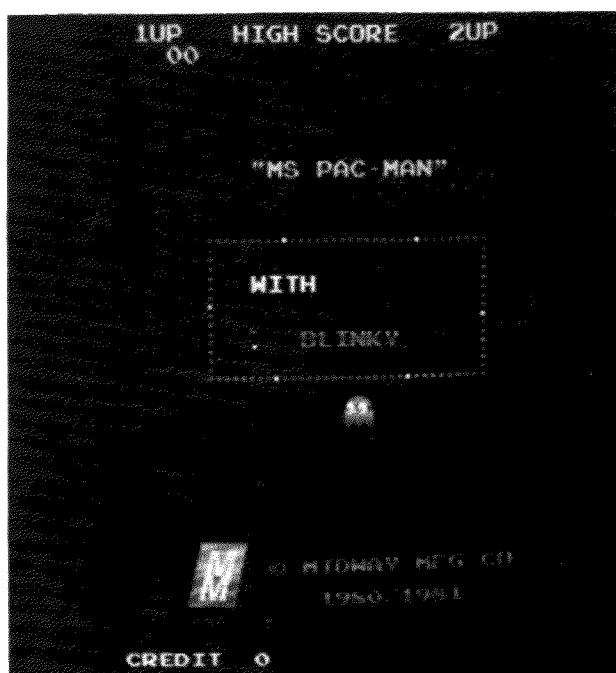 1UP HIGH SCORE 2UP
00
"MS PAC-MAN"
WITH
BLINKY
M
M
© MIDWAY MFG CO
1980/1981
CREDIT 0